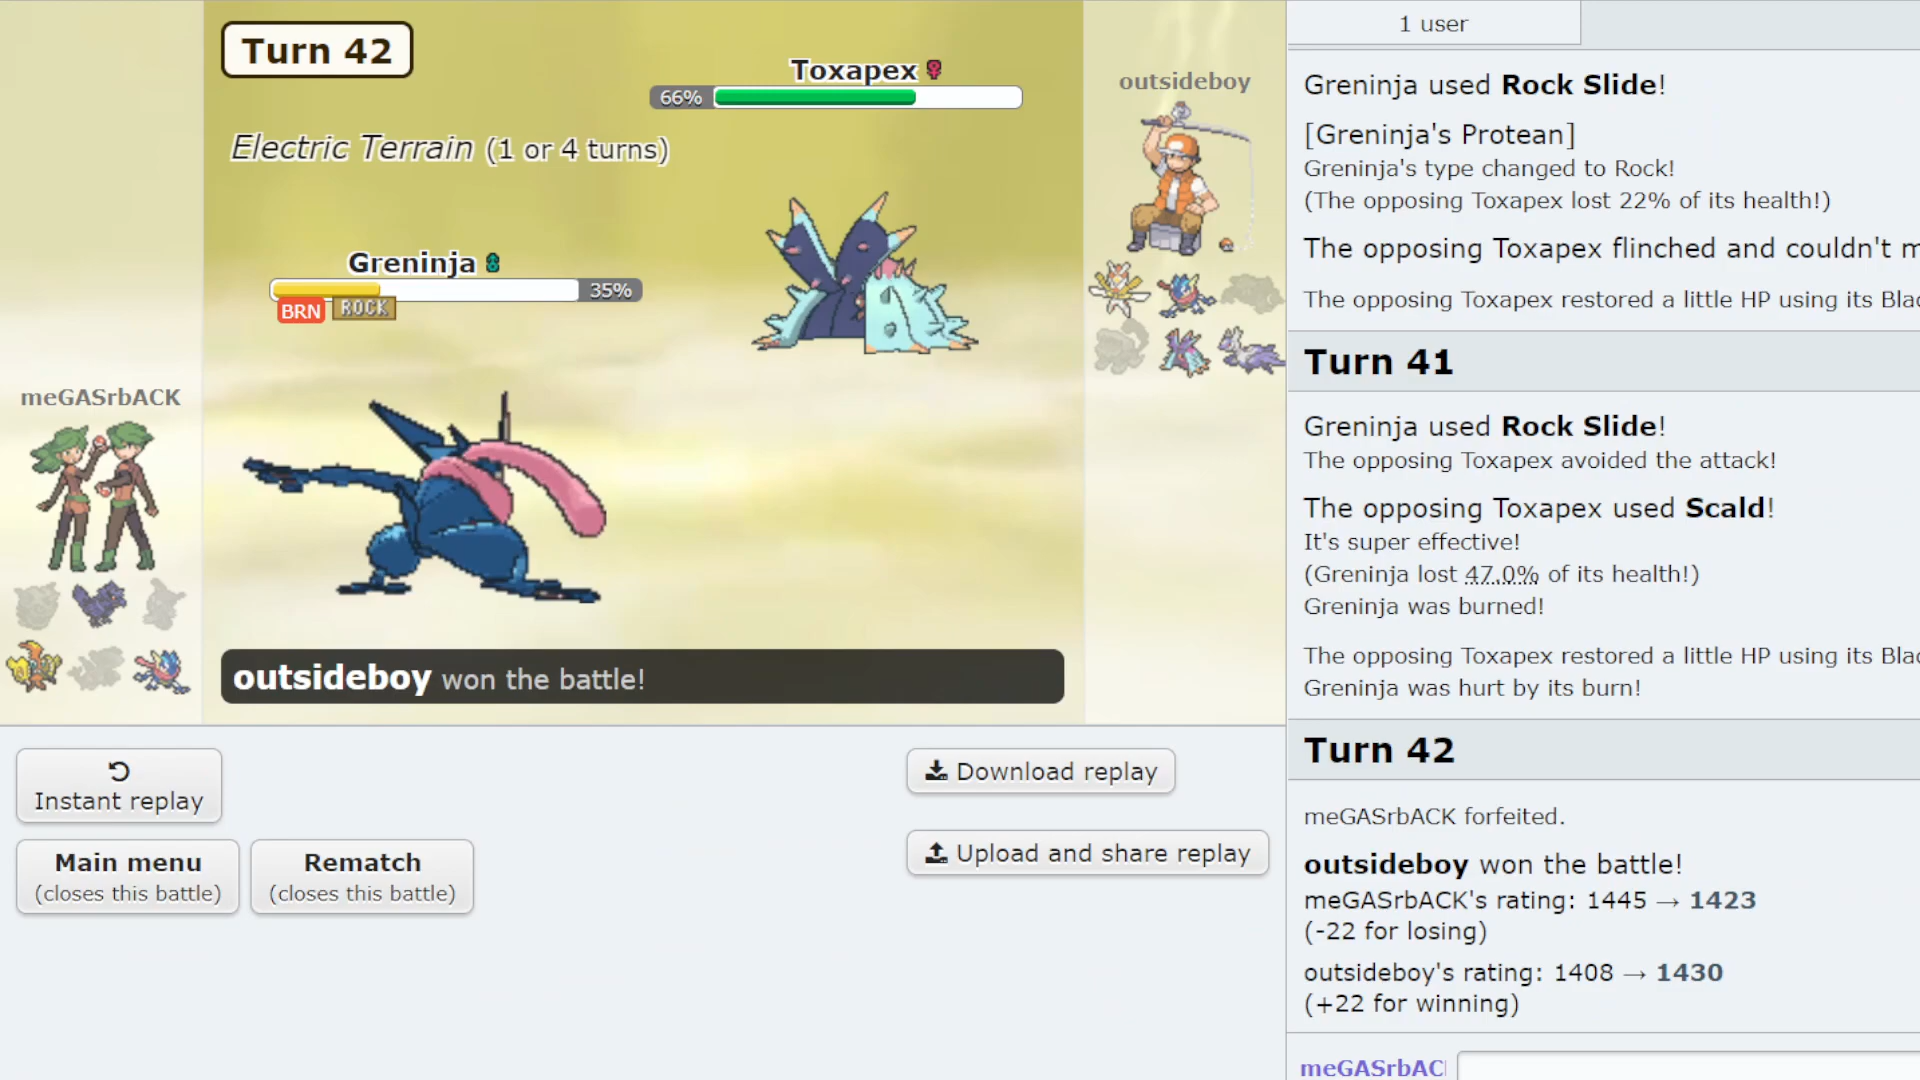 Turn 42
Toxapex
66%
outsideboy
Electric Terrain (1 or 4 turns)
Greninja
35%
BRN ROCK
meGASrbACK
outsideboy won the battle!
Instant replay
Main menu
(closes this battle)
Rematch
(closes this battle)
Download replay
Upload and share replay
1 user
Greninja used Rock Slide!
[Greninja's Protean]
Greninja's type changed to Rock!
(The opposing Toxapex lost 22% of its health!)
The opposing Toxapex flinched and couldn't m
The opposing Toxapex restored a little HP using its Blac
Turn 41
Greninja used Rock Slide!
The opposing Toxapex avoided the attack!
The opposing Toxapex used Scald!
It's super effective!
(Greninja lost 47.0% of its health!)
Greninja was burned!
The opposing Toxapex restored a little HP using its Blac
Greninja was hurt by its burn!
Turn 42
meGASrbACK forfeited.
outsideboy won the battle!
meGASrbACK's rating: 1445 → 1423
(-22 for losing)
outsideboy's rating: 1408 → 1430
(+22 for winning)
meGASrbAC